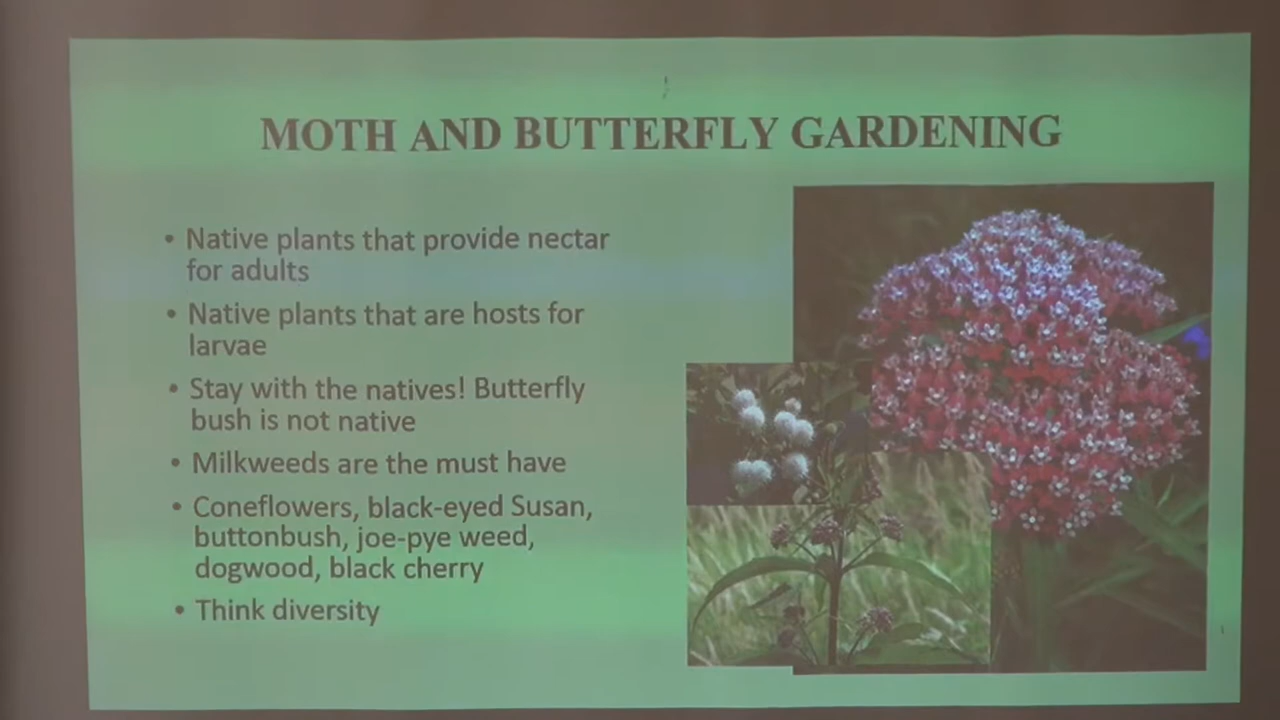 MOTH AND BUTTERFLY GARDENING
• Native plants that provide nectar
for adults
• Native plants that are hosts for
larvae
• Stay with the natives! Butterfly
bush is not native
• Milkweeds are the must have
• Coneflowers, black-eyed Susan,
buttonbush, joe-pye weed,
dogwood, black cherry
• Think diversity